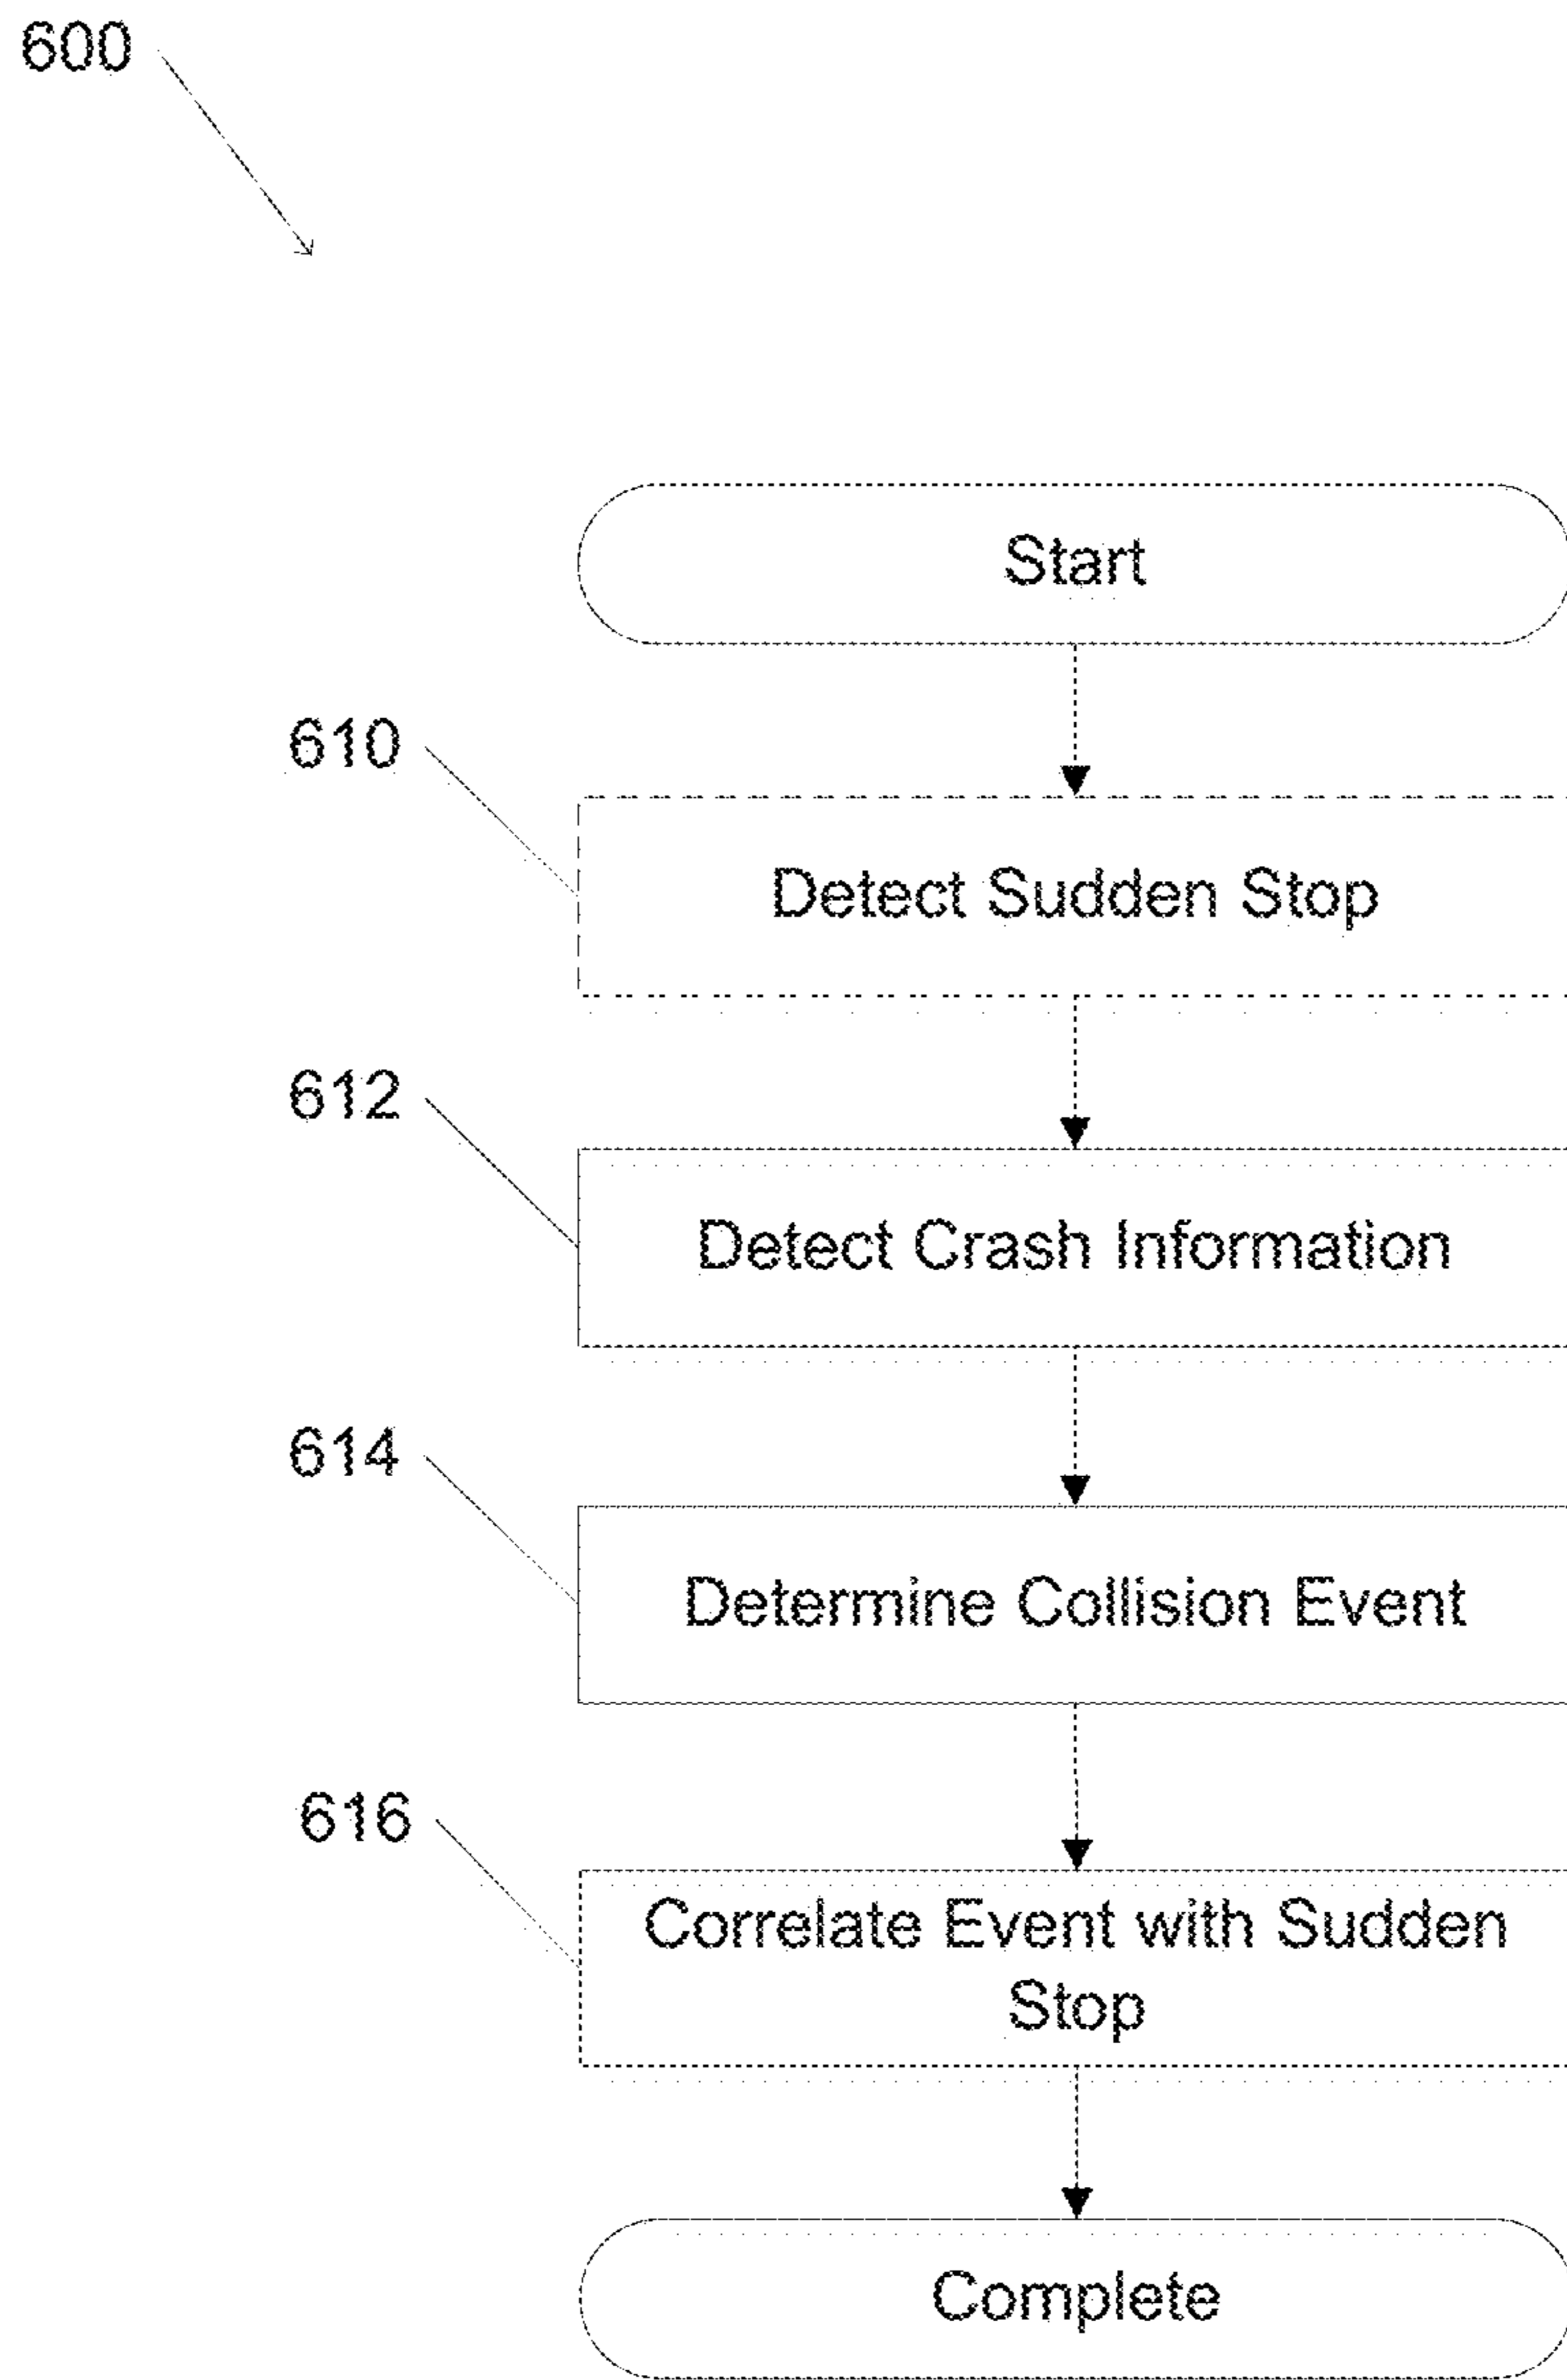 600
Start
610
Detect Sudden Stop
612
Detect Crash Information
614
Determine Collision Event
616
Correlate Event with Sudden
Stop
Complete